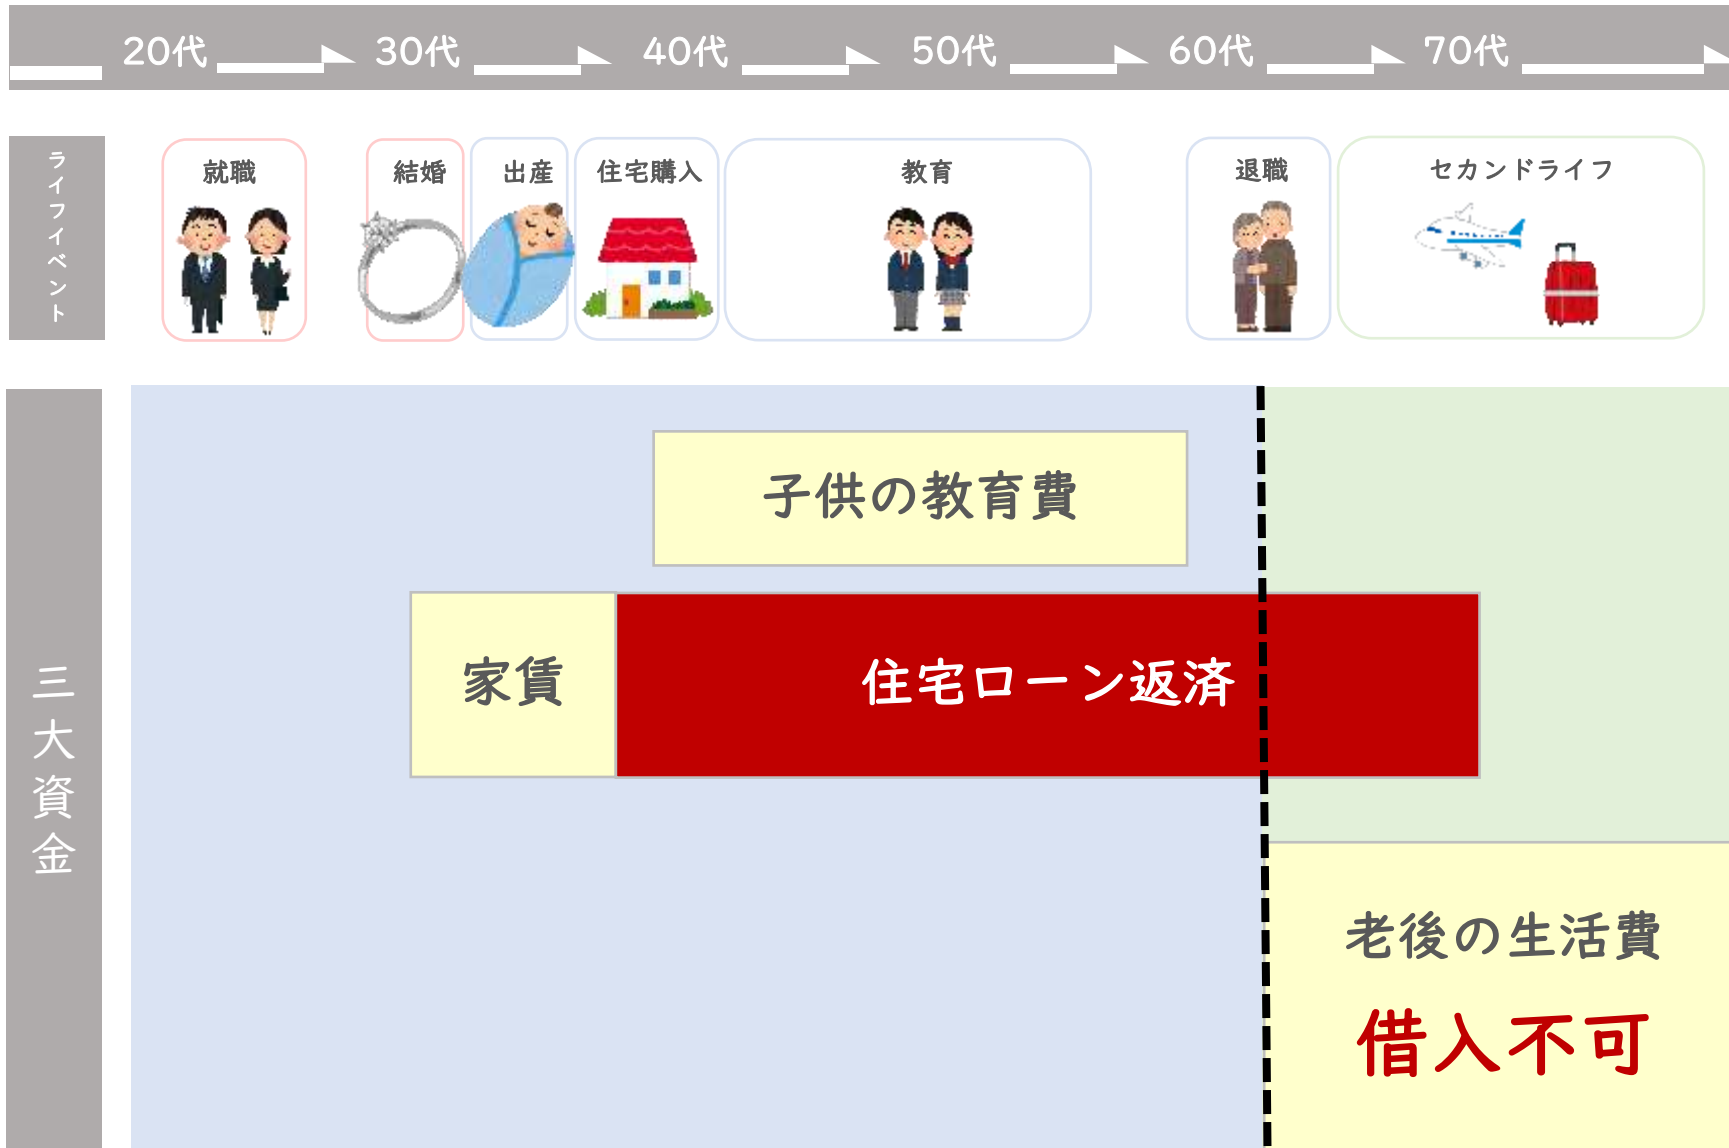 20代 30代 40代 50代 60代 70代
ライフイベント
就職 結婚 出産 住宅購入 教育 退職 セカンドライフ
三大資金
子供の教育費
家賃 住宅ローン返済
老後の生活費
借入不可